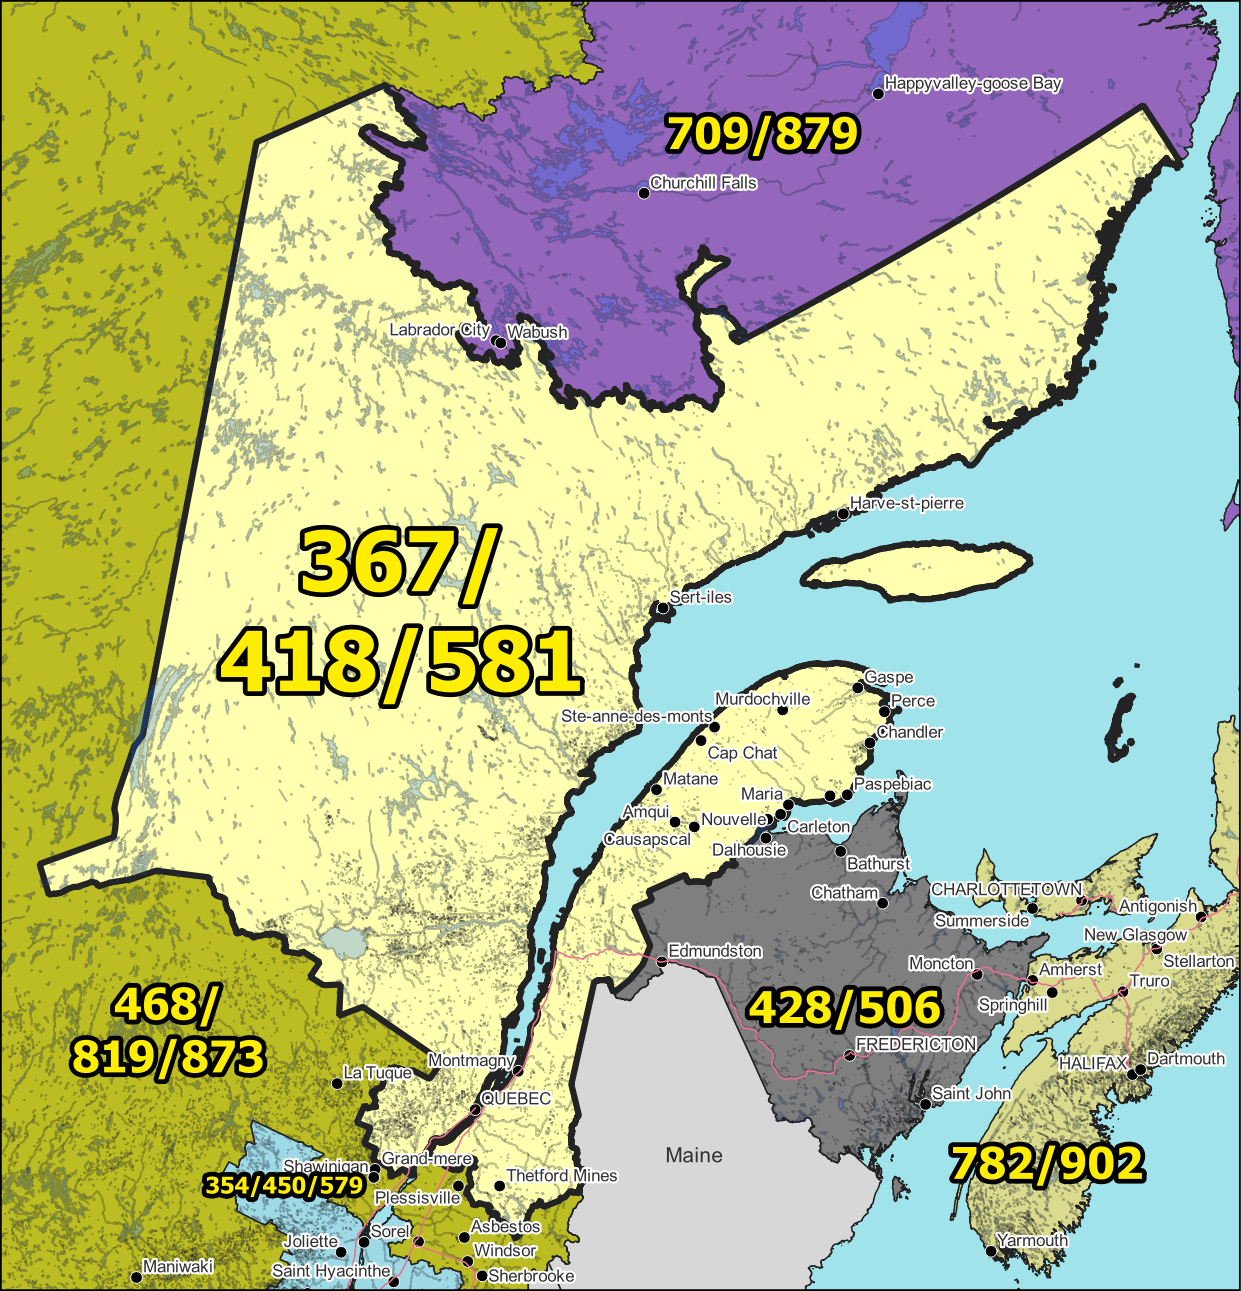 Happyvalley-goose Bay
709/879
Churchill Falls
Labrador City
Wabush
Harve-st-pierre
367/
418/581
Sert-iles
Gaspe
Murdochville
Perce
Ste-anne-des-monts
Chandler
Cap Chat
Matane
Paspebiac
Maria
Amqui
Nouvelle
Carleton
Causapscal
Dalhousie
Bathurst
Chatham
CHARLOTTETOWN
Summerside
Antigonish
New Glasgow
Stellarton
Edmundston
Moncton
Amherst
Truro
Springhill
468/
819/873
428/506
FREDERICTON
Montmagny
La Tuque
HALIFAX
Dartmouth
QUEBEC
Saint John
Maine
782/902
Grand-mere
Shawinigan
354/450/579
Thetford Mines
Plessisville
Asbestos
Sorel
Joliette
Windsor
Yarmouth
Maniwaki
Saint Hyacinthe
Sherbrooke